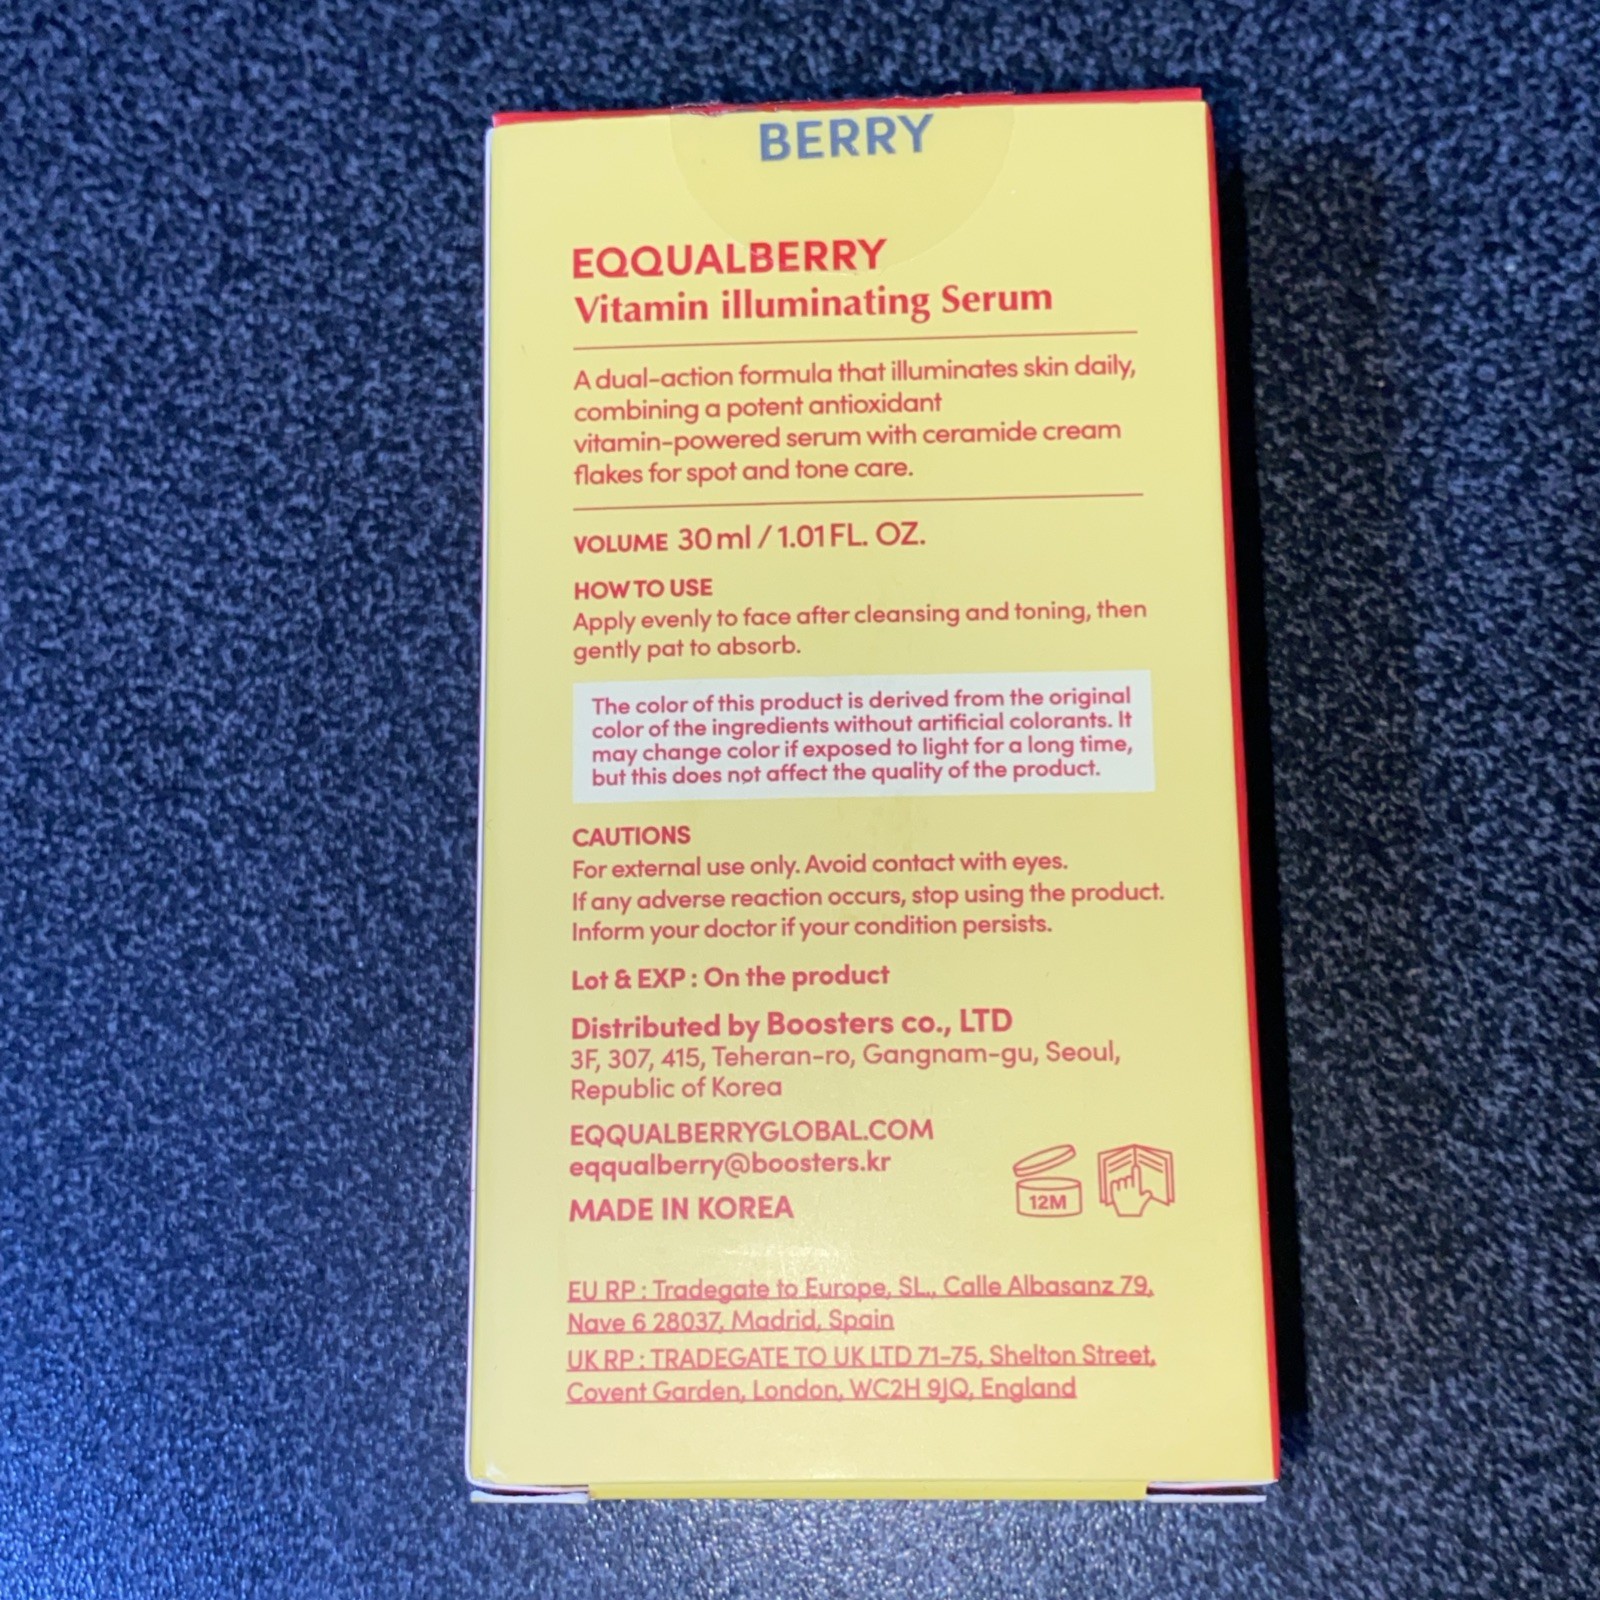 BERRY
EQQUALBERRY
Vitamin illuminating Serum
A dual-action formula that illuminates skin daily,
combining a potent antioxidant
vitamin-powered serum with ceramide cream
flakes for spot and tone care.
VOLUME 30 ml / 1.01 FL. OZ.
HOW TO USE
Apply evenly to face after cleansing and toning, then
gently pat to absorb.
The color of this product is derived from the original
color of the ingredients without artificial colorants. It
may change color if exposed to light for a long time,
but this does not affect the quality of the product.
CAUTIONS
For external use only. Avoid contact with eyes.
If any adverse reaction occurs, stop using the product.
Inform your doctor if your condition persists.
Lot & EXP : On the product
Distributed by Boosters co., LTD
3F, 307, 415, Teheran-ro, Gangnam-gu, Seoul,
Republic of Korea
EQQUALBERRYGLOBAL.COM
eqqualberry@boosters.kr
MADE IN KOREA
12M
EU RP : Tradegate to Europe, SL., Calle Albasanz 79,
Nave 6 28037, Madrid, Spain
UK RP : TRADEGATE TO UK LTD 71-75, Shelton Street,
Covent Garden, London, WC2H 9JQ, England